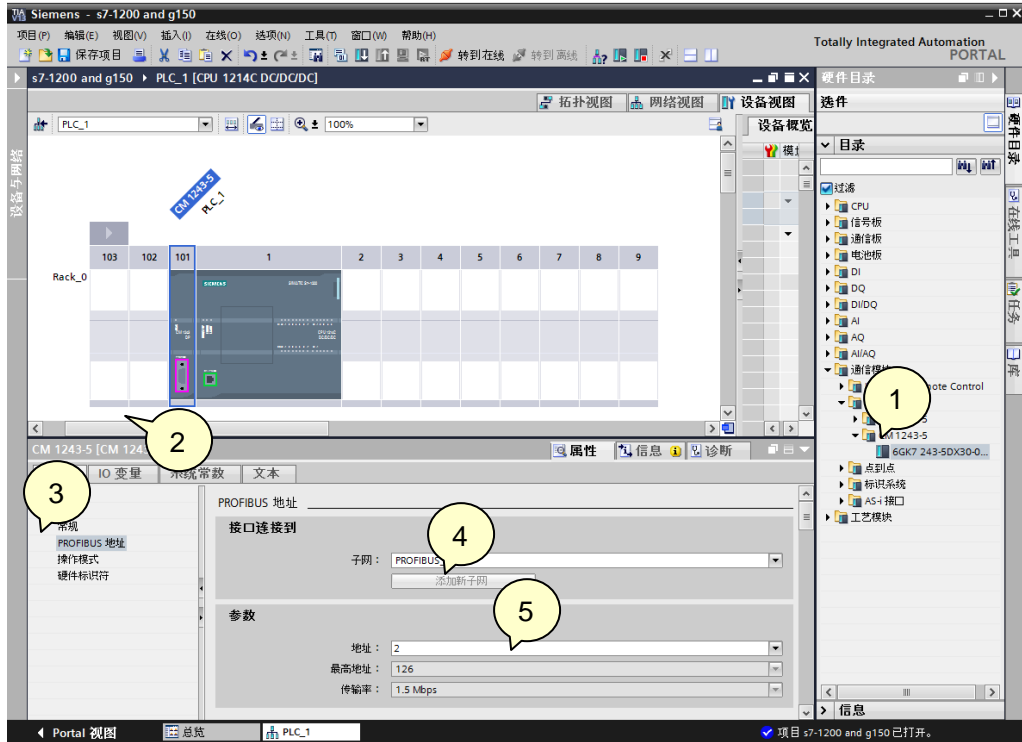 Siemens - s7-1200 and g150
项目(P) 编辑(E) 视图(V) 插入(I) 在线(O) 选项(N) 工具(T) 窗口(W) 帮助(H)
Totally Integrated Automation
PORTAL
保存项目 转到在线 转到离线
s7-1200 and g150 ▸ PLC_1 [CPU 1214C DC/DC/DC]
硬件目录
拓扑视图 网络视图 设备视图
选件
PLC_1 100%
设备概览
目录
过滤
设备与网络
CM 1243-5
PLC_1
103 102 101 1 2 3 4 5 6 7 8 9
Rack_0
SIEMENS
CPU
信号板
通信板
电池板
DI
DQ
DI/DQ
AI
AQ
AI/AQ
通信模块
ote Control
M 1243-5
6GK7 243-5DX30-0...
点到点
标识系统
AS-i 接口
工艺模块
信息
硬件目录
在线工具
任务
库
1
2
3
4
5
CM 1243-5 [CM 124
属性 信息 诊断
IO 变量 系统常数 文本
常规
PROFIBUS 地址
操作模式
硬件标识符
PROFIBUS 地址
接口连接到
子网： PROFIBUS_
添加新子网
参数
地址： 2
最高地址： 126
传输率： 1.5 Mbps
Portal 视图 总览 PLC_1
项目 s7-1200 and g150 已打开。